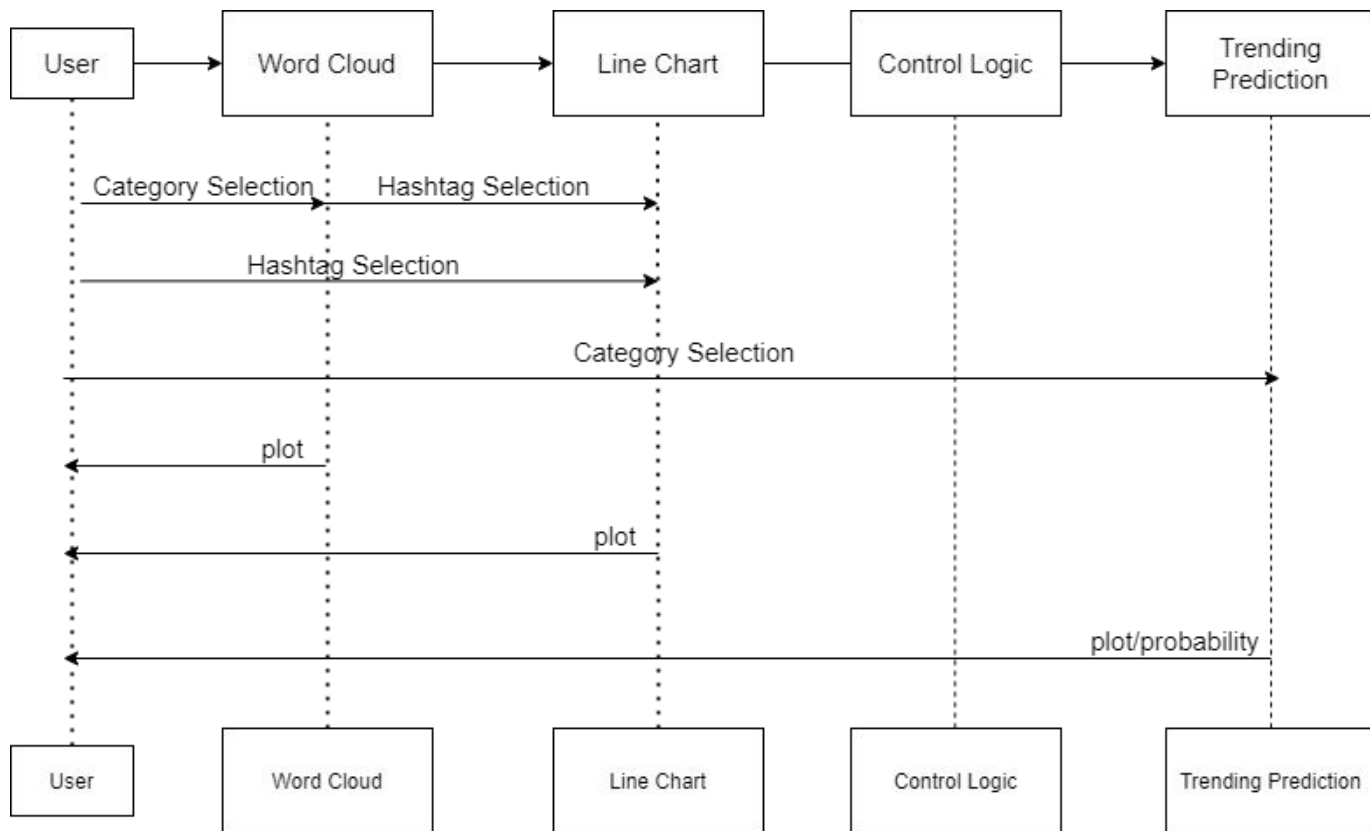 User
Word Cloud
Line Chart
Control Logic
Trending
Prediction
Category Selection
Hashtag Selection
Hashtag Selection
Category Selection
plot
plot
plot/probability
User
Word Cloud
Line Chart
Control Logic
Trending Prediction